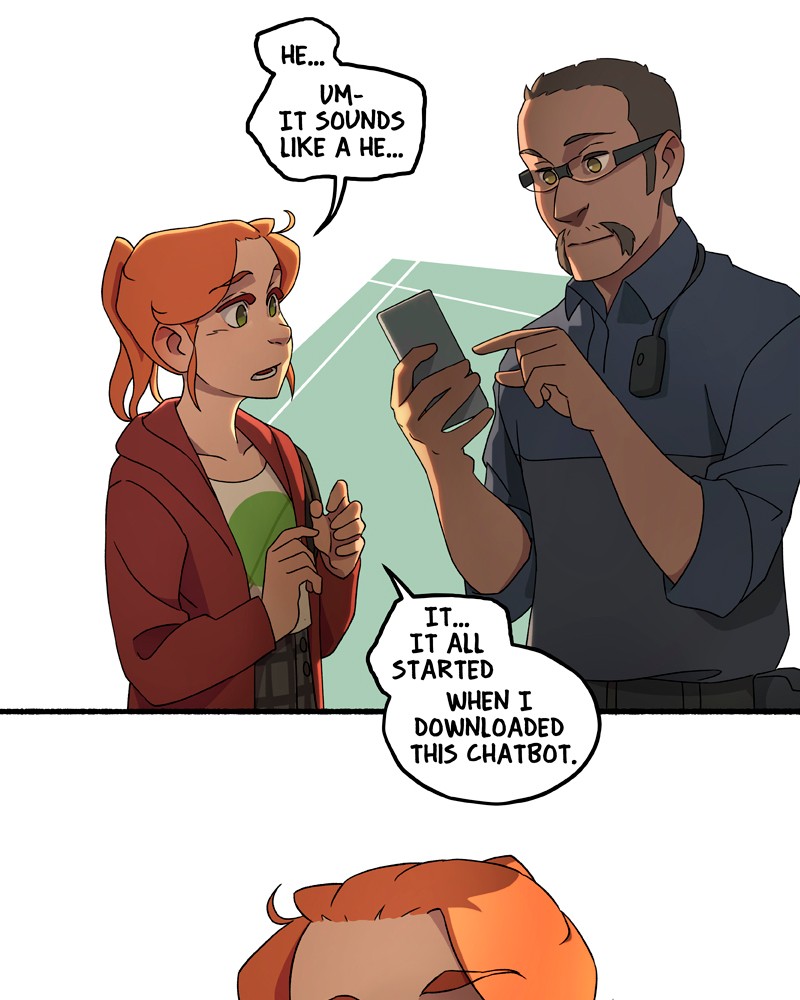 HE...
UM-
IT SOUNDS
LIKE A HE...
IT...
IT ALL
STARTED
WHEN I
DOWNLOADED
THIS CHATBOT.